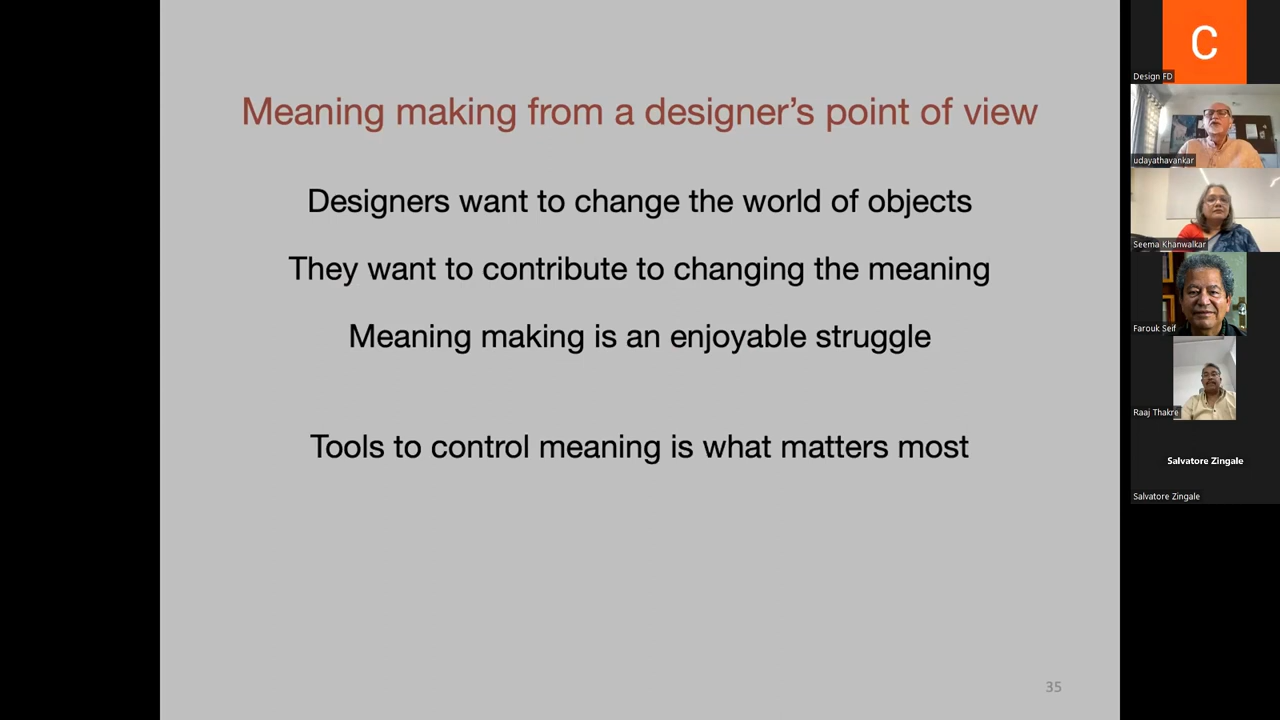 Meaning making from a designer’s point of view
Designers want to change the world of objects
They want to contribute to changing the meaning
Meaning making is an enjoyable struggle
Tools to control meaning is what matters most
35
C
Design FD
udayathavankar
Seema Khanwalkar
Farouk Seif
Raaj Thakre
Salvatore Zingale
Salvatore Zingale